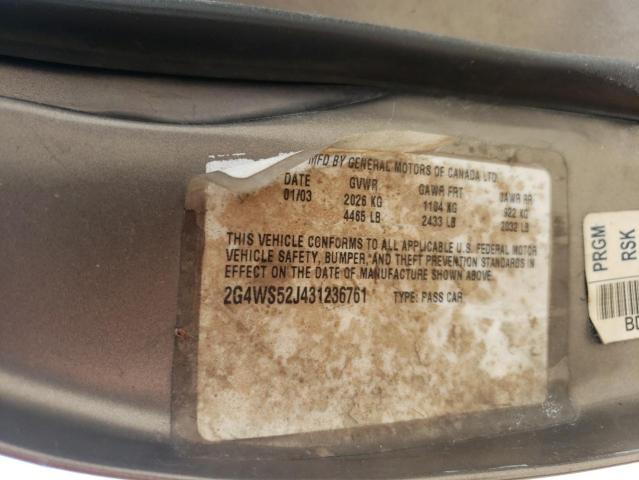 MFD BY GENERAL MOTORS OF CANADA LTD
DATE GVWR GAWR FRT GAWR RR
01/03 2026 KG 1104 KG 922 KG
4465 LB 2433 LB 2032 LB
THIS VEHICLE CONFORMS TO ALL APPLICABLE U.S. FEDERAL MOTOR
VEHICLE SAFETY, BUMPER, AND THEFT PREVENTION STANDARDS IN
EFFECT ON THE DATE OF MANUFACTURE SHOWN ABOVE.
2G4WS52J431236761 TYPE: PASS CAR
PRGM
RSK